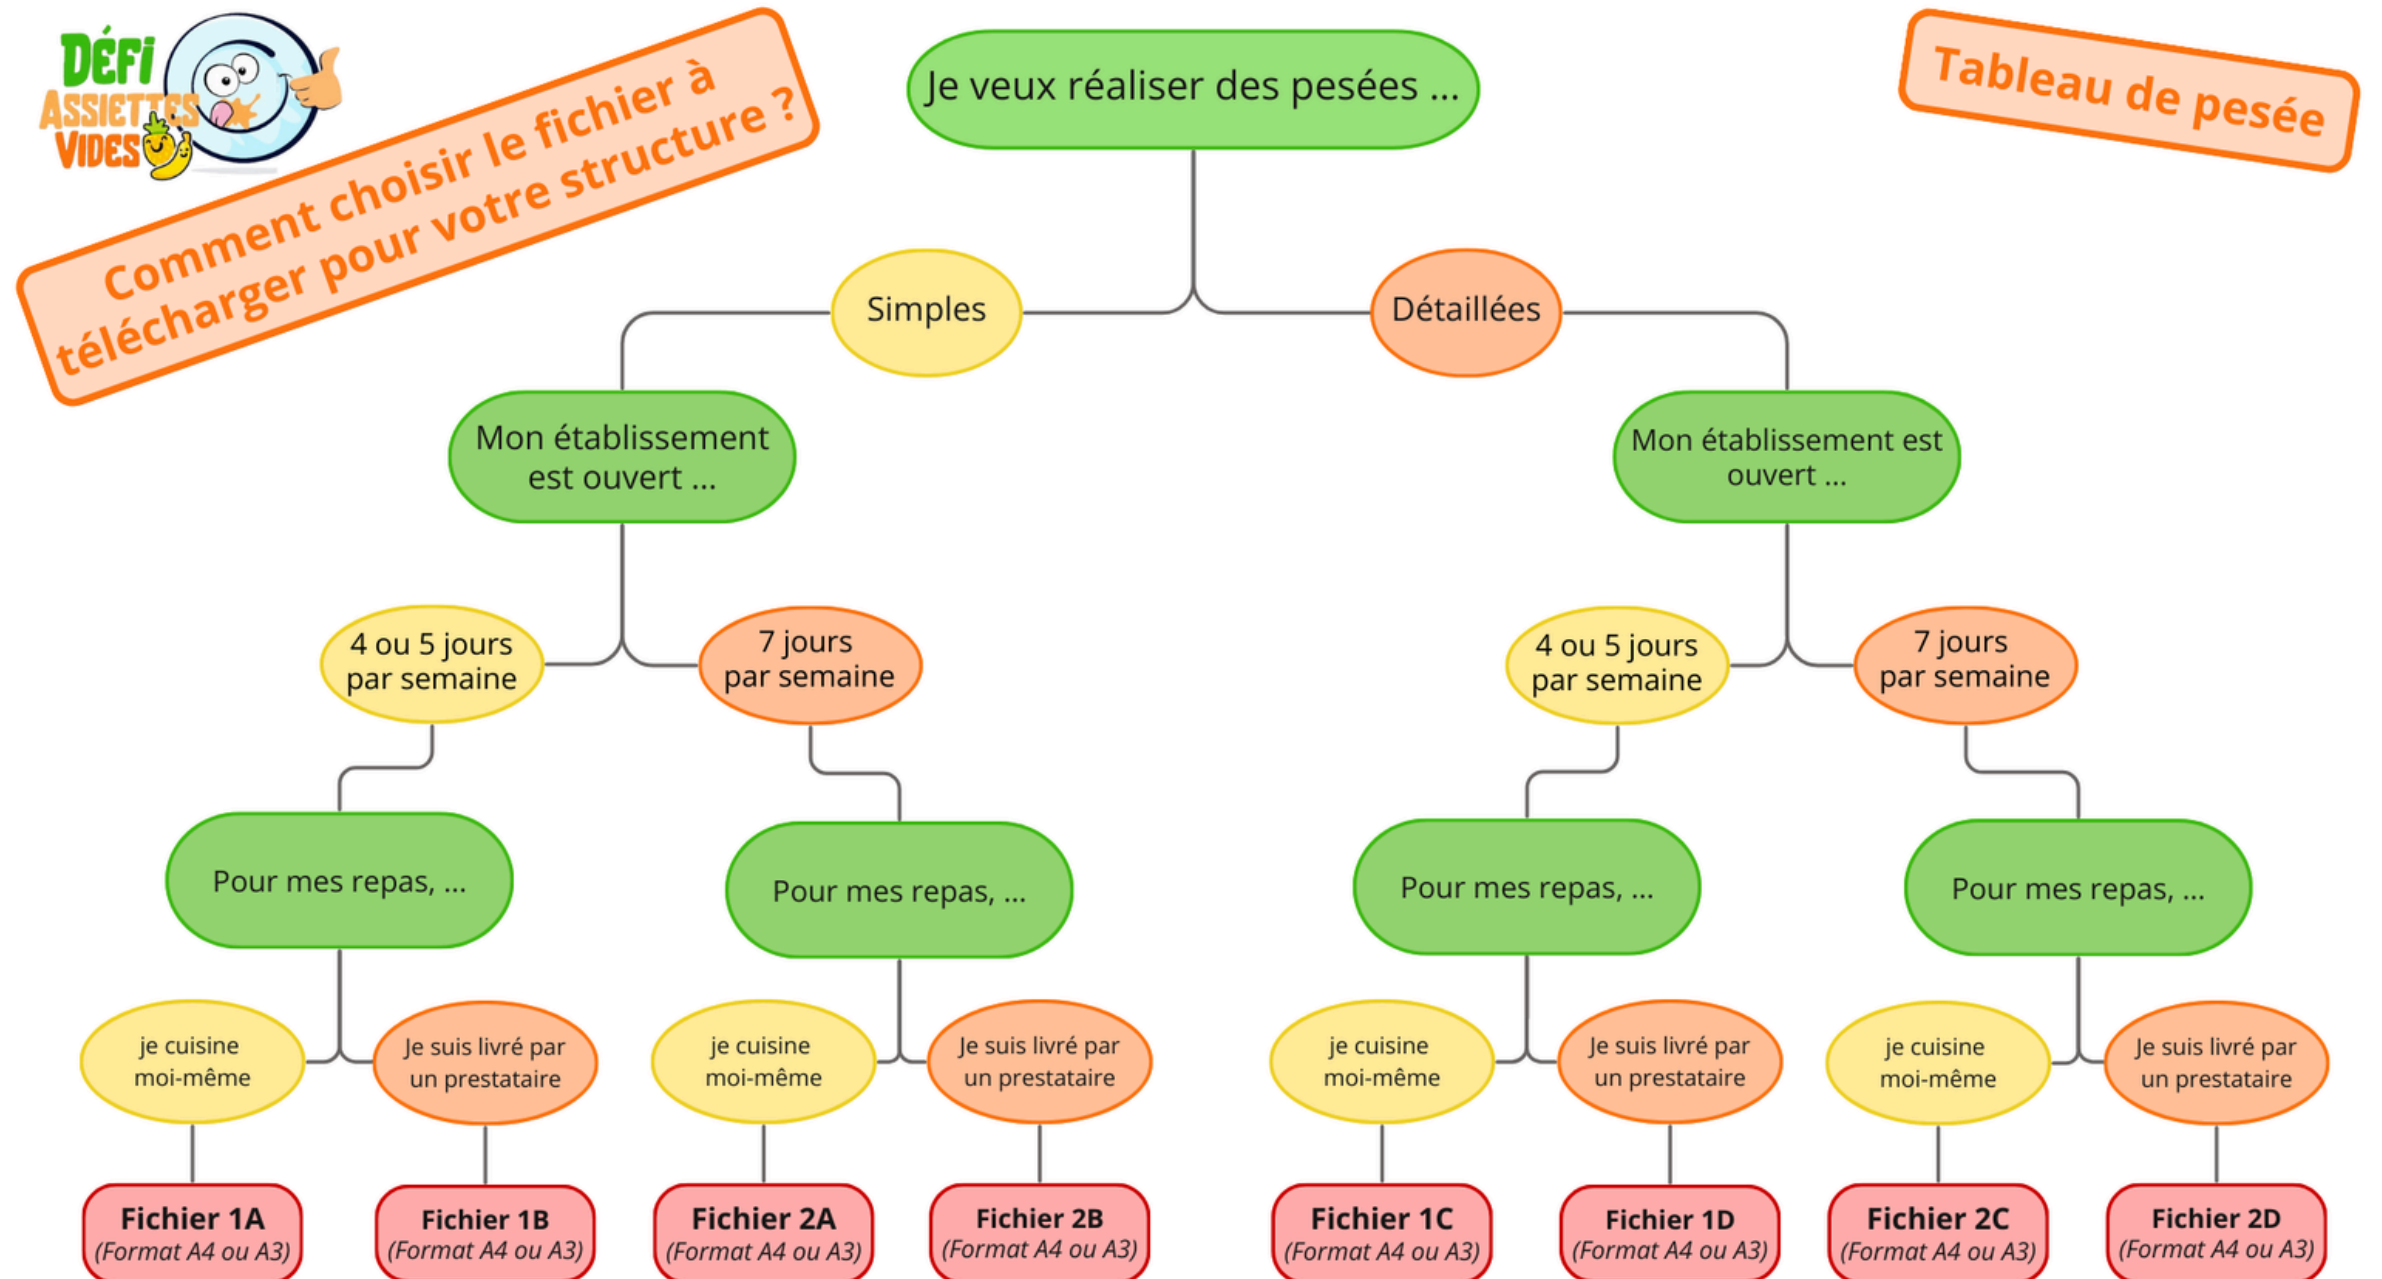 DÉFI
ASSIETTES
VIDES
Comment choisir le fichier à
télécharger pour votre structure ?
Je veux réaliser des pesées ...
Tableau de pesée
Simples
Détaillées
Mon établissement
est ouvert ...
Mon établissement est
ouvert ...
4 ou 5 jours
par semaine
7 jours
par semaine
4 ou 5 jours
par semaine
7 jours
par semaine
Pour mes repas, ...
Pour mes repas, ...
Pour mes repas, ...
Pour mes repas, ...
je cuisine
moi-même
Je suis livré par
un prestataire
je cuisine
moi-même
Je suis livré par
un prestataire
je cuisine
moi-même
Je suis livré par
un prestataire
je cuisine
moi-même
Je suis livré par
un prestataire
Fichier 1A
(Format A4 ou A3)
Fichier 1B
(Format A4 ou A3)
Fichier 2A
(Format A4 ou A3)
Fichier 2B
(Format A4 ou A3)
Fichier 1C
(Format A4 ou A3)
Fichier 1D
(Format A4 ou A3)
Fichier 2C
(Format A4 ou A3)
Fichier 2D
(Format A4 ou A3)